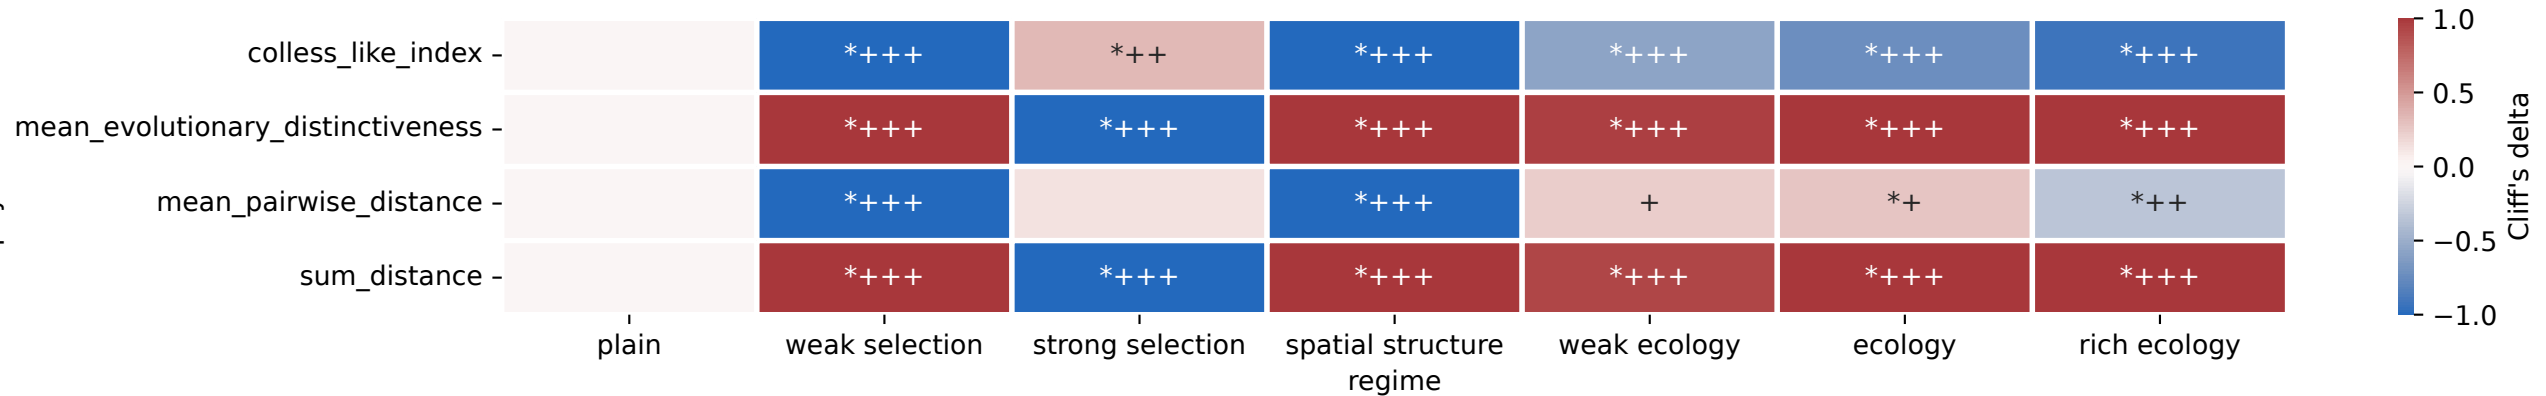 colless_like_index *+++ *++ *+++ *+++ *+++ *+++
mean_evolutionary_distinctiveness *+++ *+++ *+++ *+++ *+++ *+++
mean_pairwise_distance *+++ *+++ + *+ *++
sum_distance *+++ *+++ *+++ *+++ *+++ *+++
plain weak selection strong selection spatial structure weak ecology ecology rich ecology
regime
1.0
0.5
0.0
−0.5
−1.0
Cliff's delta